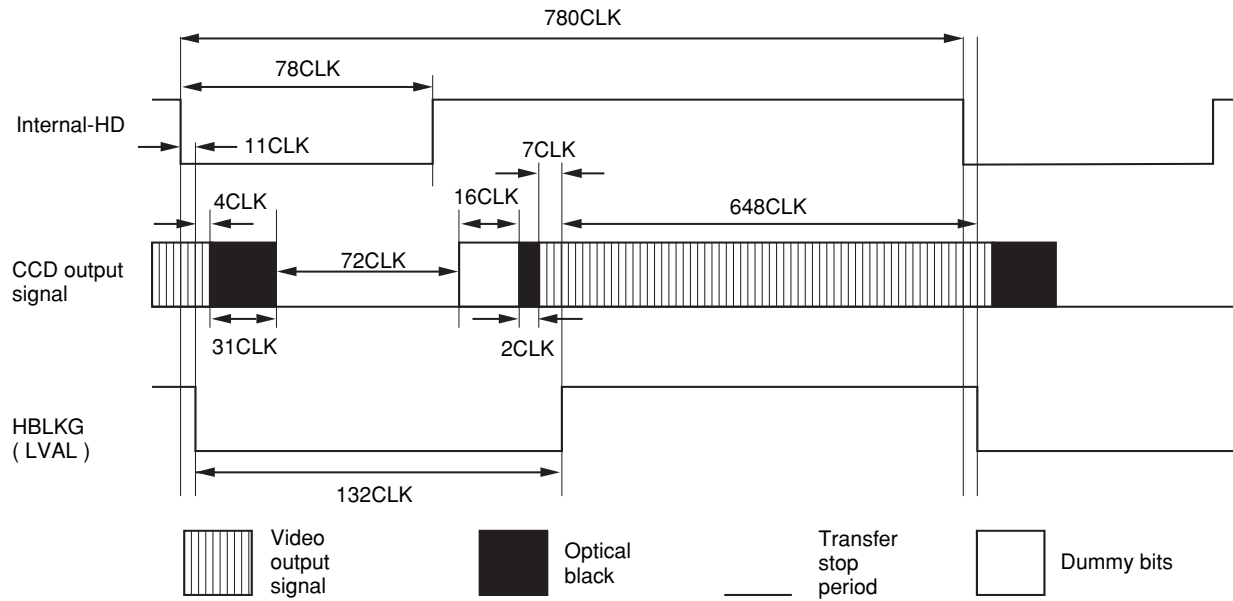 780CLK
78CLK
Internal-HD
11CLK
7CLK
4CLK
16CLK
648CLK
CCD output
signal
72CLK
31CLK
2CLK
HBLKG
( LVAL )
132CLK
Video
output
signal
Optical
black
Transfer
stop
period
Dummy bits